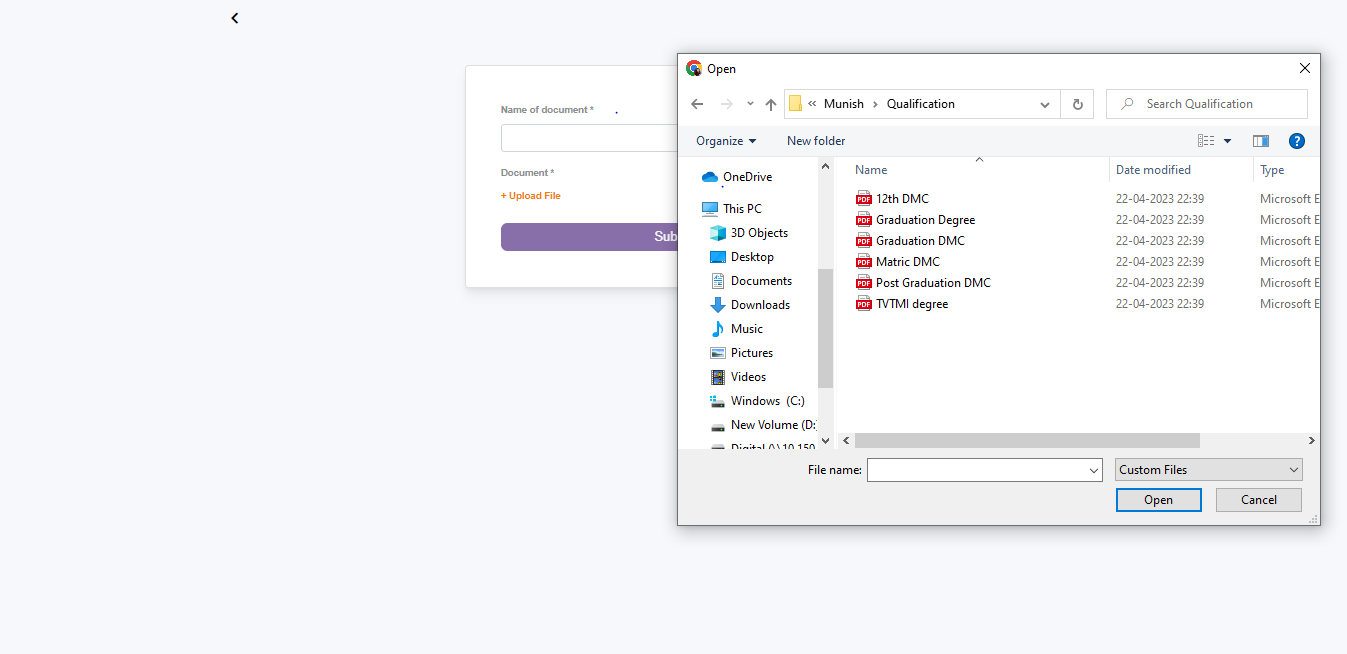 Name of document *
Document *
+ Upload File
Sub
Open
« Munish › Qualification
Search Qualification
Organize
New folder
OneDrive
This PC
3D Objects
Desktop
Documents
Downloads
Music
Pictures
Videos
Windows (C:)
New Volume (D:
Digital (\\10.150
Name
Date modified
Type
12th DMC 22-04-2023 22:39 Microsoft E
Graduation Degree 22-04-2023 22:39 Microsoft E
Graduation DMC 22-04-2023 22:39 Microsoft E
Matric DMC 22-04-2023 22:39 Microsoft E
Post Graduation DMC 22-04-2023 22:39 Microsoft E
TVTMI degree 22-04-2023 22:39 Microsoft E
File name:
Custom Files
Open
Cancel